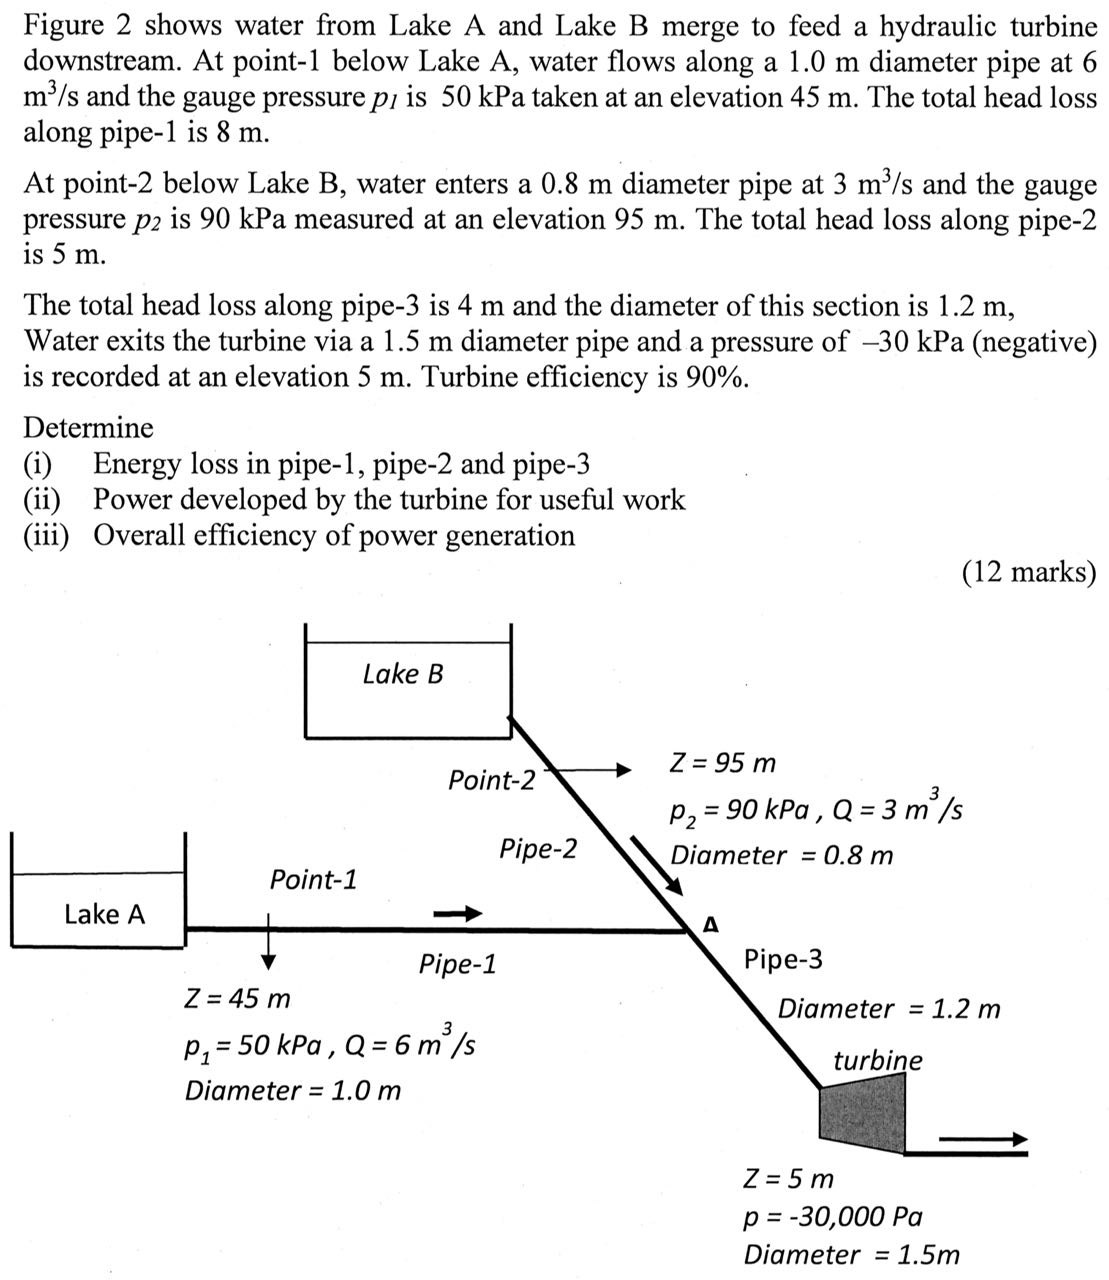 Figure 2 shows water from Lake A and Lake B merge to feed a hydraulic turbine
downstream. At point-1 below Lake A, water flows along a 1.0 m diameter pipe at 6
m³/s and the gauge pressure p₁ is 50 kPa taken at an elevation 45 m. The total head loss
along pipe-1 is 8 m.
At point-2 below Lake B, water enters a 0.8 m diameter pipe at 3 m³/s and the gauge
pressure p₂ is 90 kPa measured at an elevation 95 m. The total head loss along pipe-2
is 5 m.
The total head loss along pipe-3 is 4 m and the diameter of this section is 1.2 m,
Water exits the turbine via a 1.5 m diameter pipe and a pressure of –30 kPa (negative)
is recorded at an elevation 5 m. Turbine efficiency is 90%.
Determine
(i) Energy loss in pipe-1, pipe-2 and pipe-3
(ii) Power developed by the turbine for useful work
(iii) Overall efficiency of power generation
(12 marks)
Lake B
Z = 95 m
Point-2
p₂ = 90 kPa , Q = 3 m³/s
Pipe-2
Diameter = 0.8 m
Point-1
Lake A
A
Pipe-1
Pipe-3
Z = 45 m
Diameter = 1.2 m
p₁ = 50 kPa , Q = 6 m³/s
turbine
Diameter = 1.0 m
Z = 5 m
p = -30,000 Pa
Diameter = 1.5m